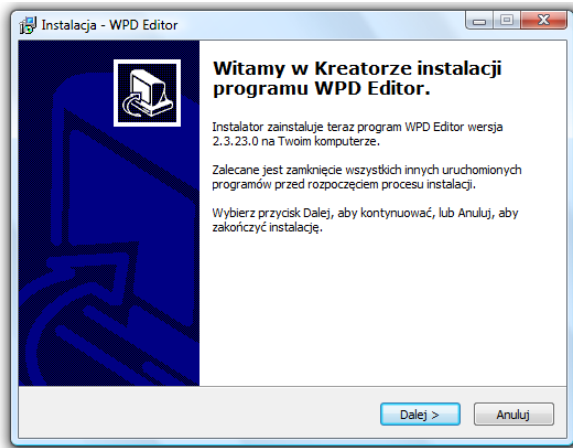 Instalacja - WPD Editor
Witamy w Kreatorze instalacji
programu WPD Editor.
Instalator zainstaluje teraz program WPD Editor wersja
2.3.23.0 na Twoim komputerze.
Zalecane jest zamknięcie wszystkich innych uruchomionych
programów przed rozpoczęciem procesu instalacji.
Wybierz przycisk Dalej, aby kontynuować, lub Anuluj, aby
zakończyć instalację.
Dalej >
Anuluj